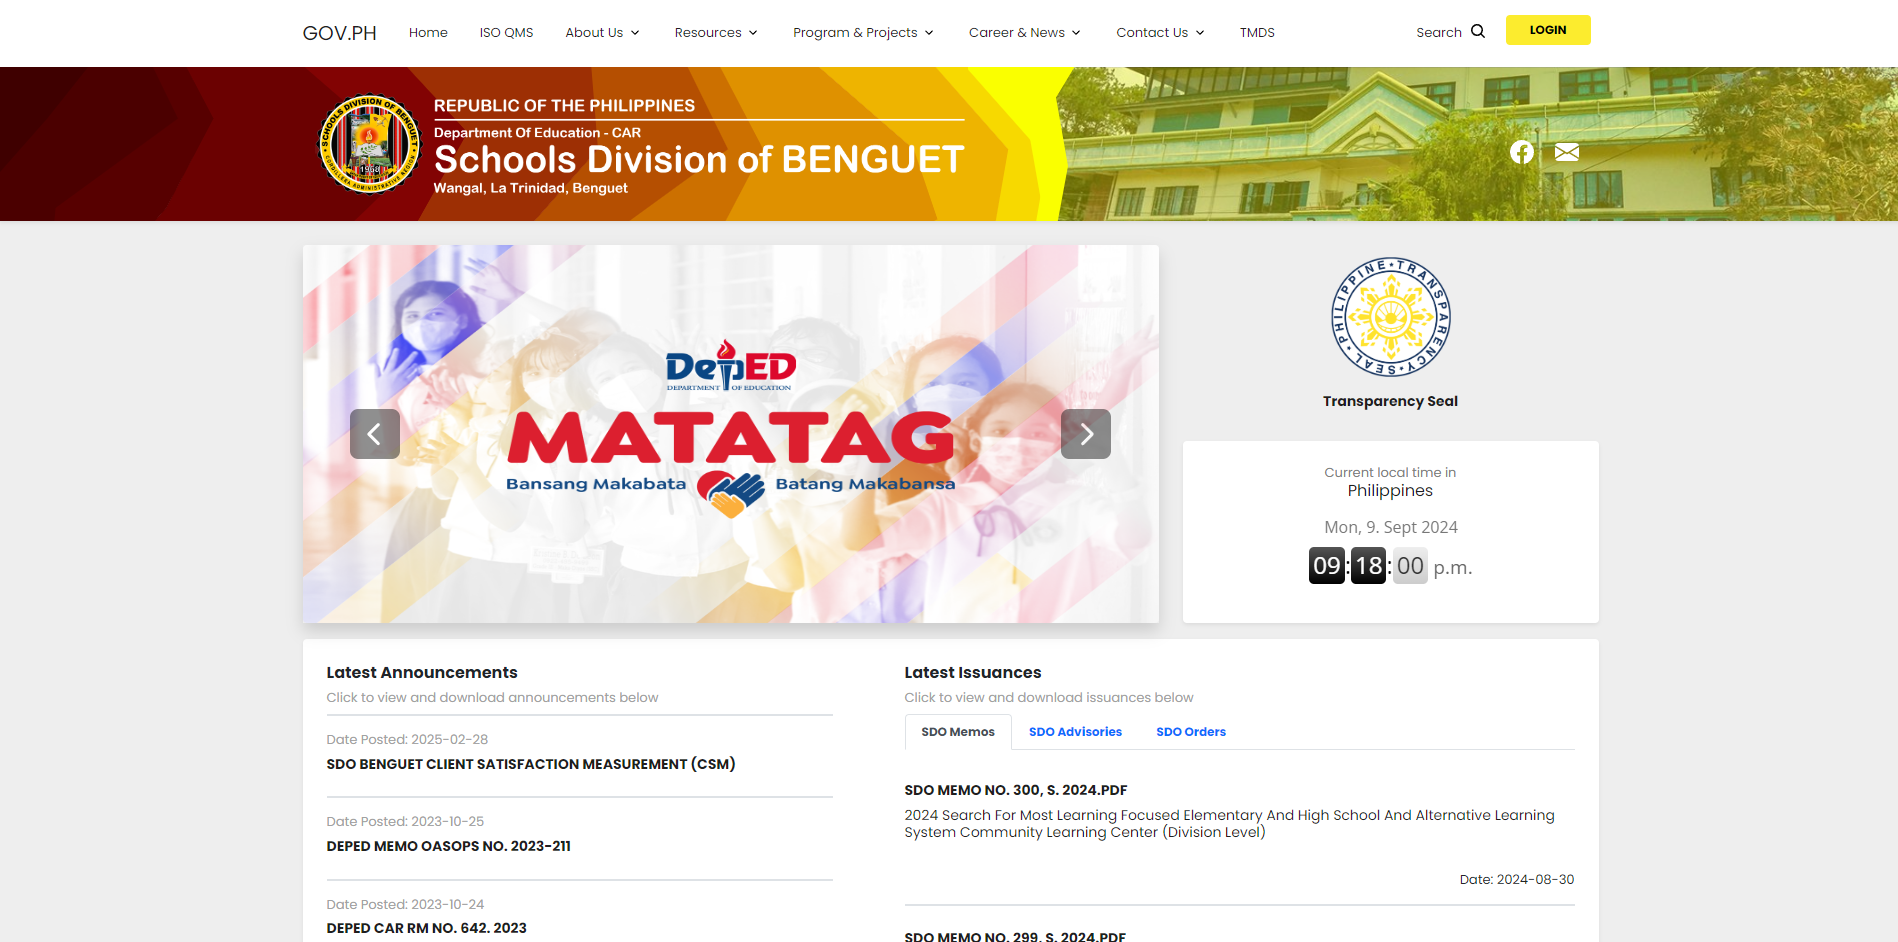 GOV.PH
Home
ISO QMS
About Us
Resources
Program & Projects
Career & News
Contact Us
TMDS
Search
LOGIN
SCHOOLS DIVISION OF BENGUET
1968
CORDILLERA ADMINISTRATIVE REGION
REPUBLIC OF THE PHILIPPINES
Department Of Education - CAR
Schools Division of BENGUET
Wangal, La Trinidad, Benguet
DepED
DEPARTMENT OF EDUCATION
MATATAG
Bansang Makabata
Batang Makabansa
PHILIPPINE • TRANSPARENCY SEAL •
Transparency Seal
Current local time in
Philippines
Mon, 9. Sept 2024
09:18:00 p.m.
Latest Announcements
Click to view and download announcements below
Date Posted: 2025-02-28
SDO BENGUET CLIENT SATISFACTION MEASUREMENT (CSM)
Date Posted: 2023-10-25
DEPED MEMO OASOPS NO. 2023-211
Date Posted: 2023-10-24
DEPED CAR RM NO. 642. 2023
Latest Issuances
Click to view and download issuances below
SDO Memos
SDO Advisories
SDO Orders
SDO MEMO NO. 300, S. 2024.PDF
2024 Search For Most Learning Focused Elementary And High School And Alternative Learning
System Community Learning Center (Division Level)
Date: 2024-08-30
SDO MEMO NO. 299, S. 2024.PDF